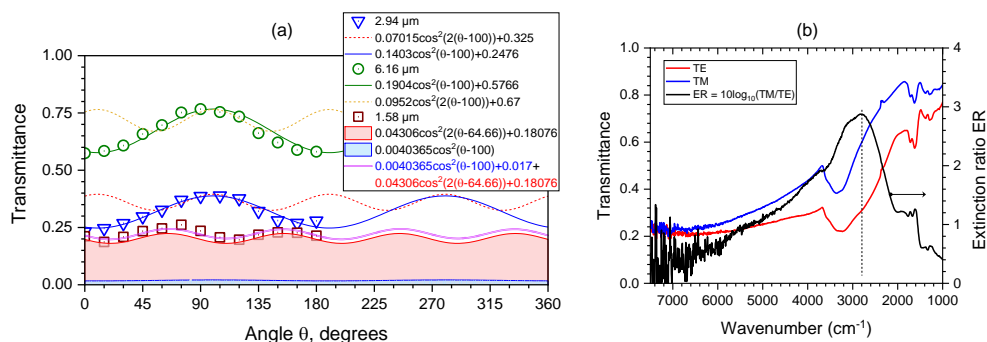 (a)
2.94 µm
0.07015cos²(2(θ-100))+0.325
0.1403cos²(θ-100)+0.2476
6.16 µm
0.1904cos²(θ-100)+0.5766
0.0952cos²(2(θ-100))+0.67
1.58 µm
0.04306cos²(2(θ-64.66))+0.18076
0.0040365cos²(θ-100)
0.0040365cos²(θ-100)+0.017+
0.04306cos²(2(θ-64.66))+0.18076
Transmittance
1.00
0.75
0.50
0.25
0.00
0 45 90 135 180 225 270 315 360
Angle θ, degrees
(b)
TE
TM
ER = 10log₁₀(TM/TE)
Transmittance
1.0
0.8
0.6
0.4
0.2
0.0
4
3
2
1
0
Extinction ratio ER
7000 6000 5000 4000 3000 2000 1000
Wavenumber (cm⁻¹)